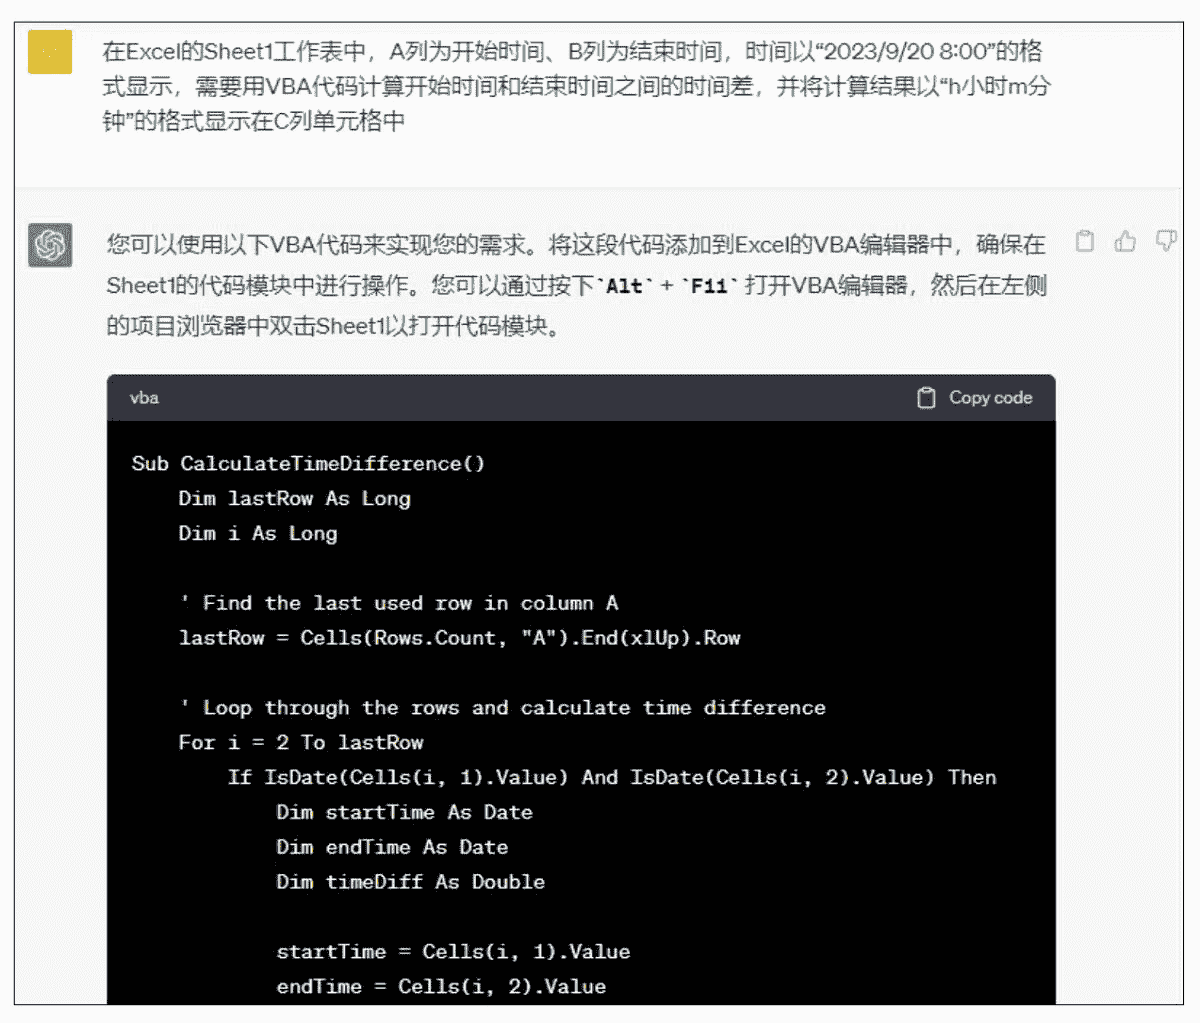 在Excel的Sheet1工作表中，A列为开始时间、B列为结束时间，时间以“2023/9/20 8:00”的格
式显示，需要用VBA代码计算开始时间和结束时间之间的时间差，并将计算结果以“h小时m分
钟”的格式显示在C列单元格中
您可以使用以下VBA代码来实现您的需求。将这段代码添加到Excel的VBA编辑器中，确保在
Sheet1的代码模块中进行操作。您可以通过按下`Alt` + `F11` 打开VBA编辑器，然后在左侧
的项目浏览器中双击Sheet1以打开代码模块。
vba Copy code
Sub CalculateTimeDifference()
    Dim lastRow As Long
    Dim i As Long
    ' Find the last used row in column A
    lastRow = Cells(Rows.Count, "A").End(xlUp).Row
    ' Loop through the rows and calculate time difference
    For i = 2 To lastRow
        If IsDate(Cells(i, 1).Value) And IsDate(Cells(i, 2).Value) Then
            Dim startTime As Date
            Dim endTime As Date
            Dim timeDiff As Double
            startTime = Cells(i, 1).Value
            endTime = Cells(i, 2).Value